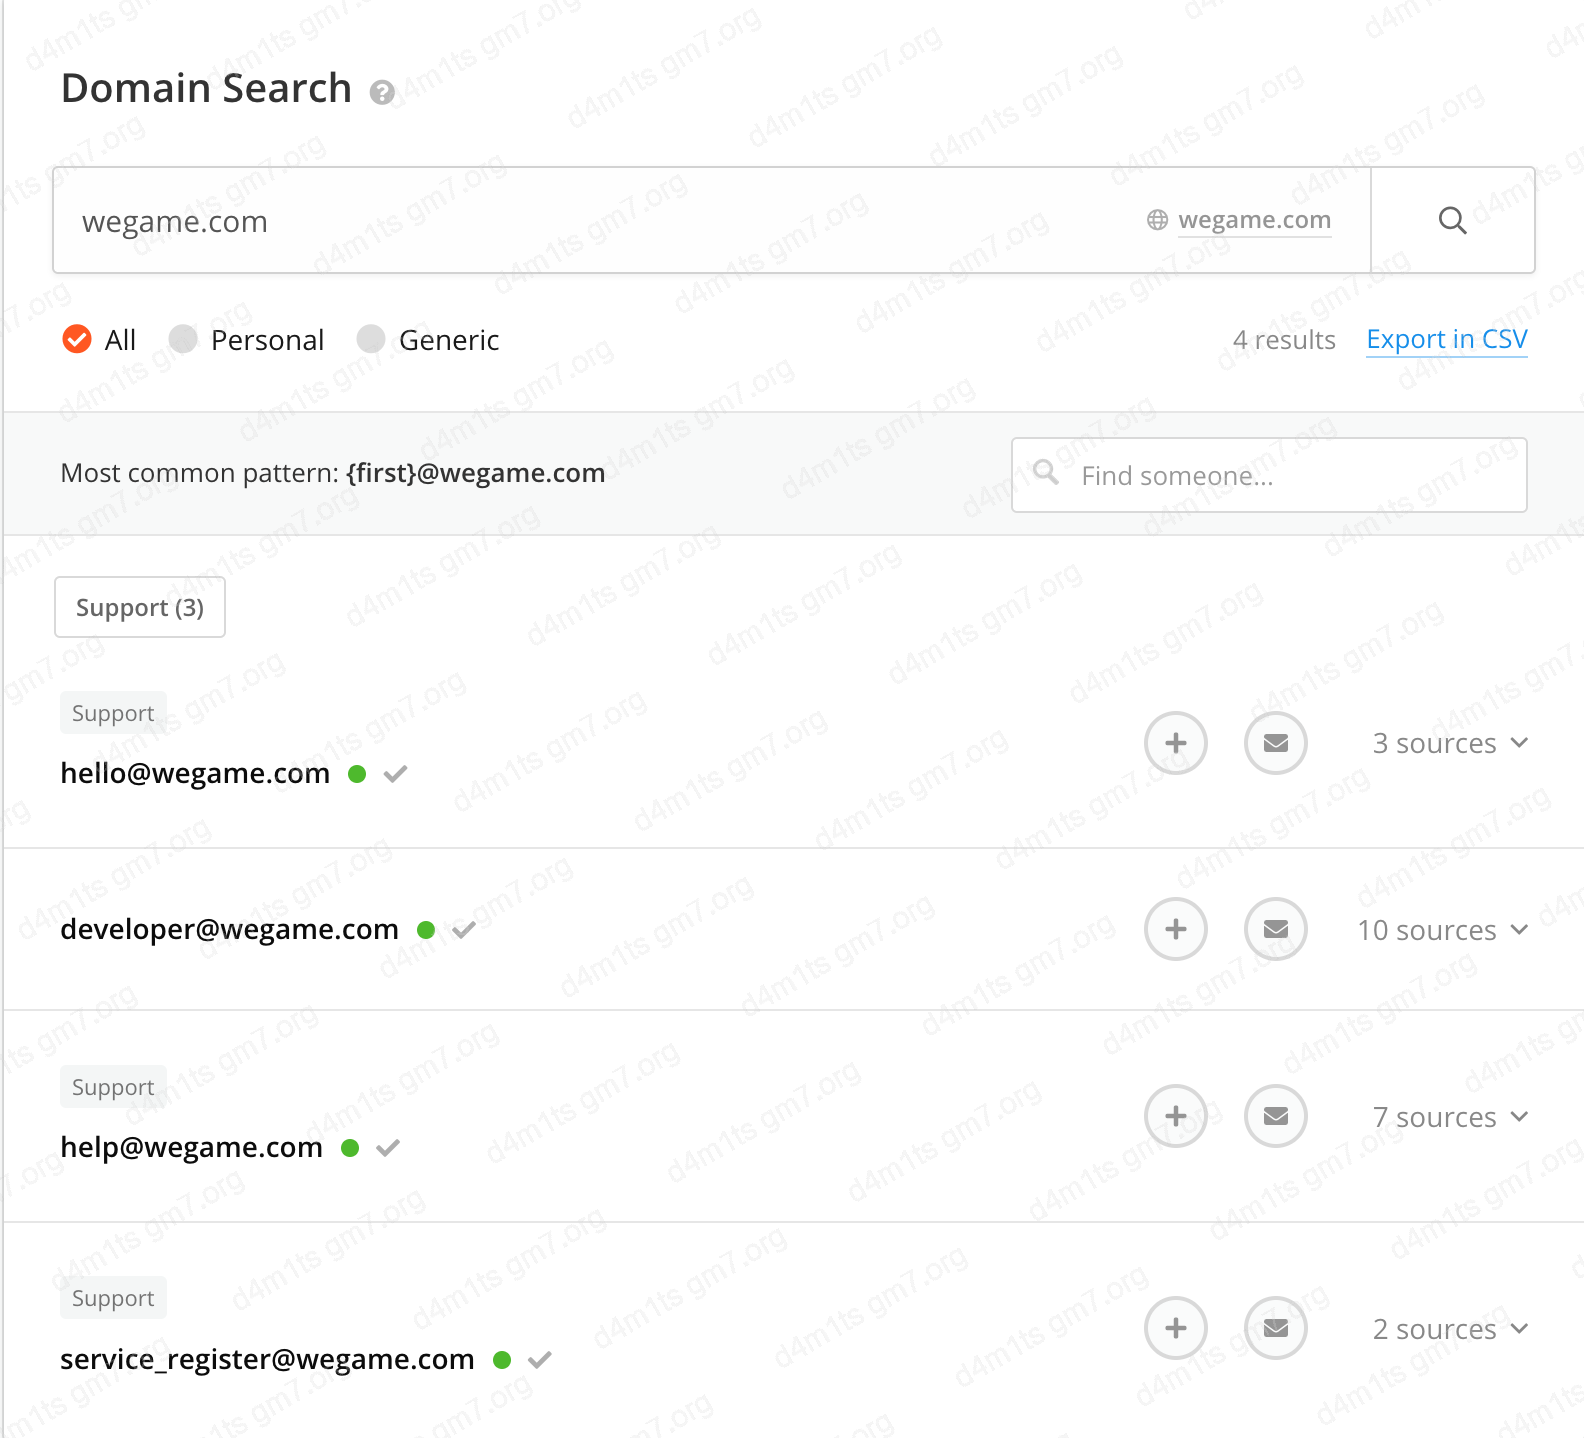 Domain Search ?
wegame.com
wegame.com
All Personal Generic
4 results Export in CSV
Most common pattern: {first}@wegame.com
Find someone...
Support (3)
Support
hello@wegame.com
3 sources
developer@wegame.com
10 sources
Support
help@wegame.com
7 sources
Support
service_register@wegame.com
2 sources
d4m1ts gm7.org